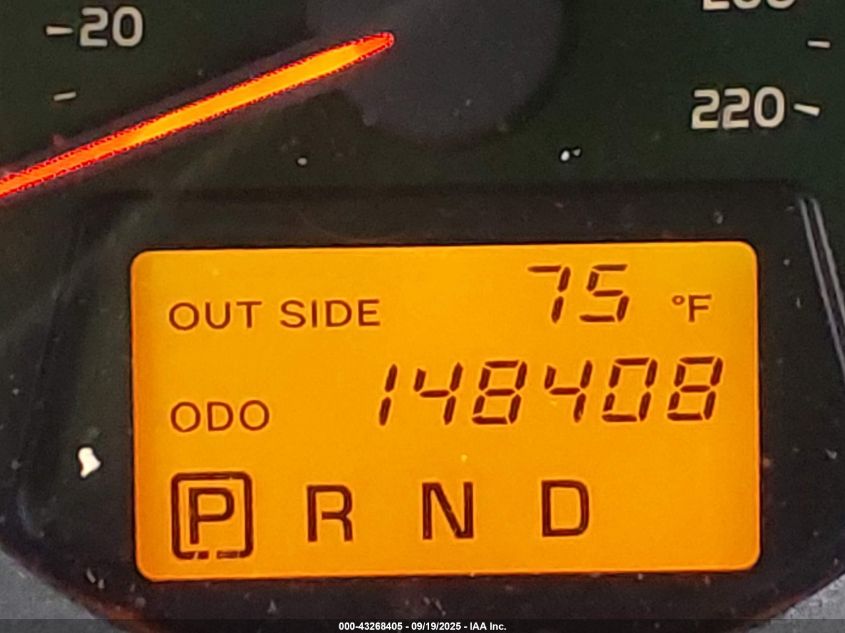 20
220
OUT SIDE 75 °F
ODO 148408
P R N D
000-43268405 - 09/19/2025 - IAA Inc.